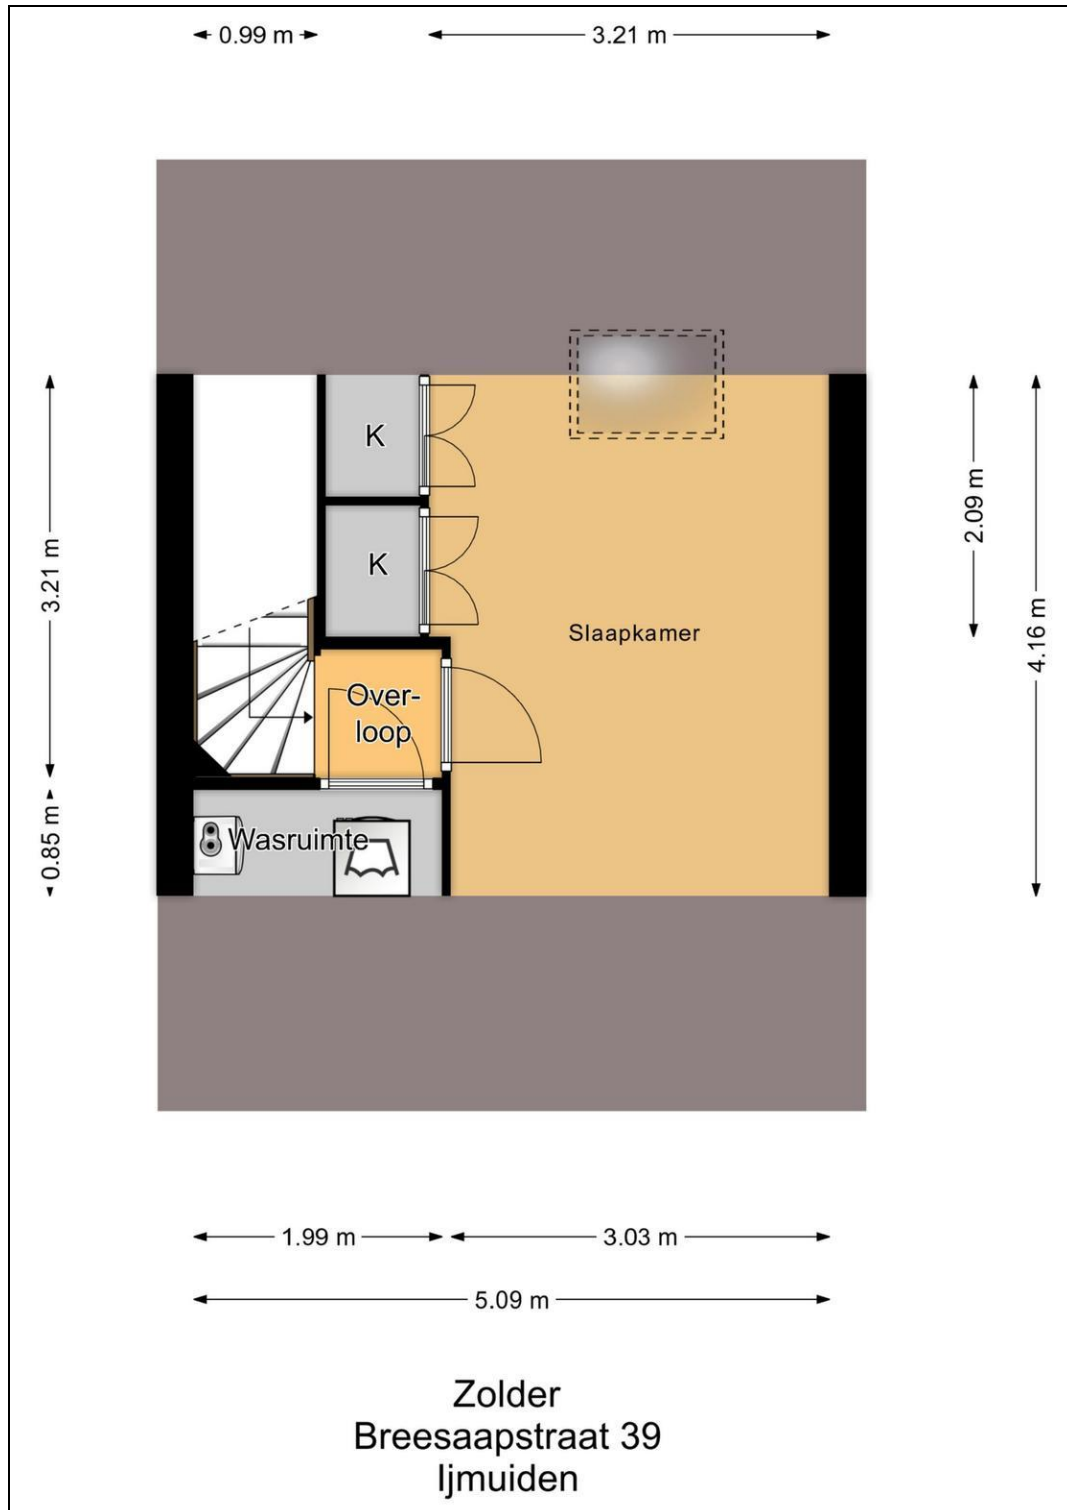 0.99 m
3.21 m
K
K
Slaapkamer
Over-
loop
Wasruimte
3.21 m
0.85 m
2.09 m
4.16 m
1.99 m
3.03 m
5.09 m
Zolder
Breesaapstraat 39
Ijmuiden